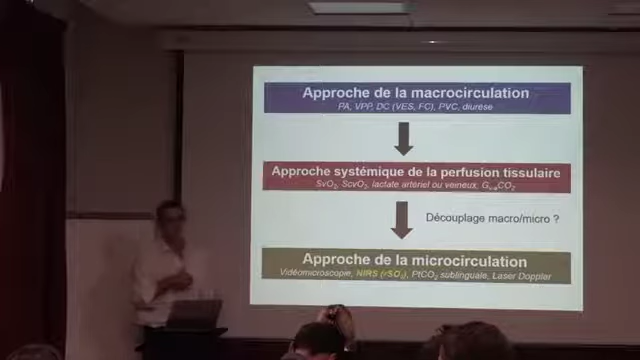 Approche de la macrocirculation
PA, VPP, DC (VES, FC), PVC, diurèse
Approche systémique de la perfusion tissulaire
SvO₂, ScvO₂, lactate artériel ou veineux, Gᵥ₋ₐCO₂
Découplage macro/micro ?
Approche de la microcirculation
Vidéomicroscopie, NIRS (rSO₂), PtCO₂ sublinguale, Laser Doppler